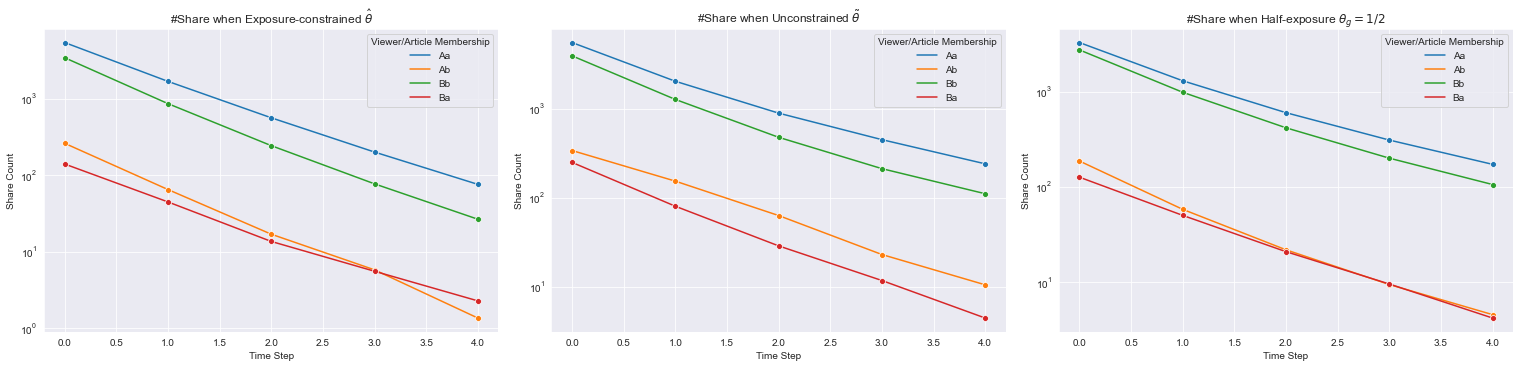 #Share when Exposure-constrained $\hat{\theta}$
Viewer/Article Membership
Aa
Ab
Bb
Ba
Share Count
10³
10²
10¹
10⁰
0.0 0.5 1.0 1.5 2.0 2.5 3.0 3.5 4.0
Time Step
#Share when Unconstrained $\tilde{\theta}$
Viewer/Article Membership
Aa
Ab
Bb
Ba
Share Count
10³
10²
10¹
0.0 0.5 1.0 1.5 2.0 2.5 3.0 3.5 4.0
Time Step
#Share when Half-exposure $\theta_g = 1/2$
Viewer/Article Membership
Aa
Ab
Bb
Ba
Share Count
10³
10²
10¹
0.0 0.5 1.0 1.5 2.0 2.5 3.0 3.5 4.0
Time Step